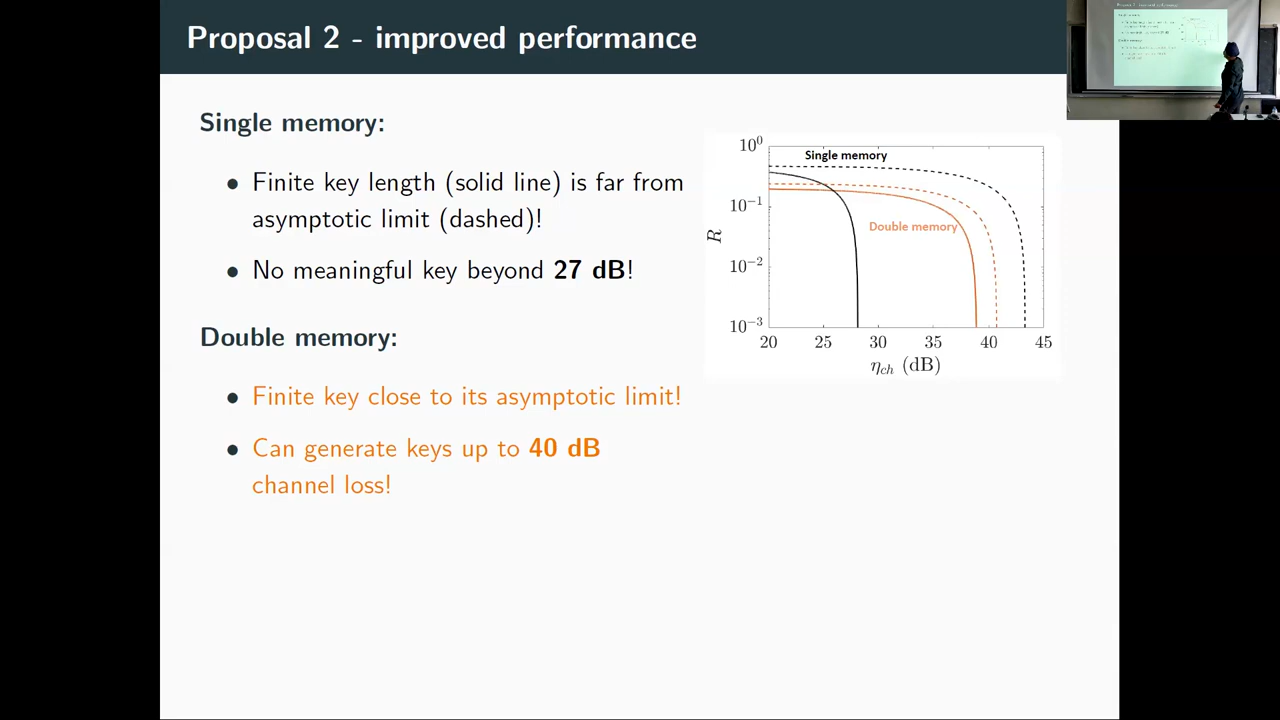 Proposal 2 - improved performance
Single memory:
• Finite key length (solid line) is far from
asymptotic limit (dashed)!
• No meaningful key beyond 27 dB!
Double memory:
• Finite key close to its asymptotic limit!
• Can generate keys up to 40 dB
channel loss!
Single memory
Double memory
R
10⁰
10⁻¹
10⁻²
10⁻³
20 25 30 35 40 45
η_ch (dB)